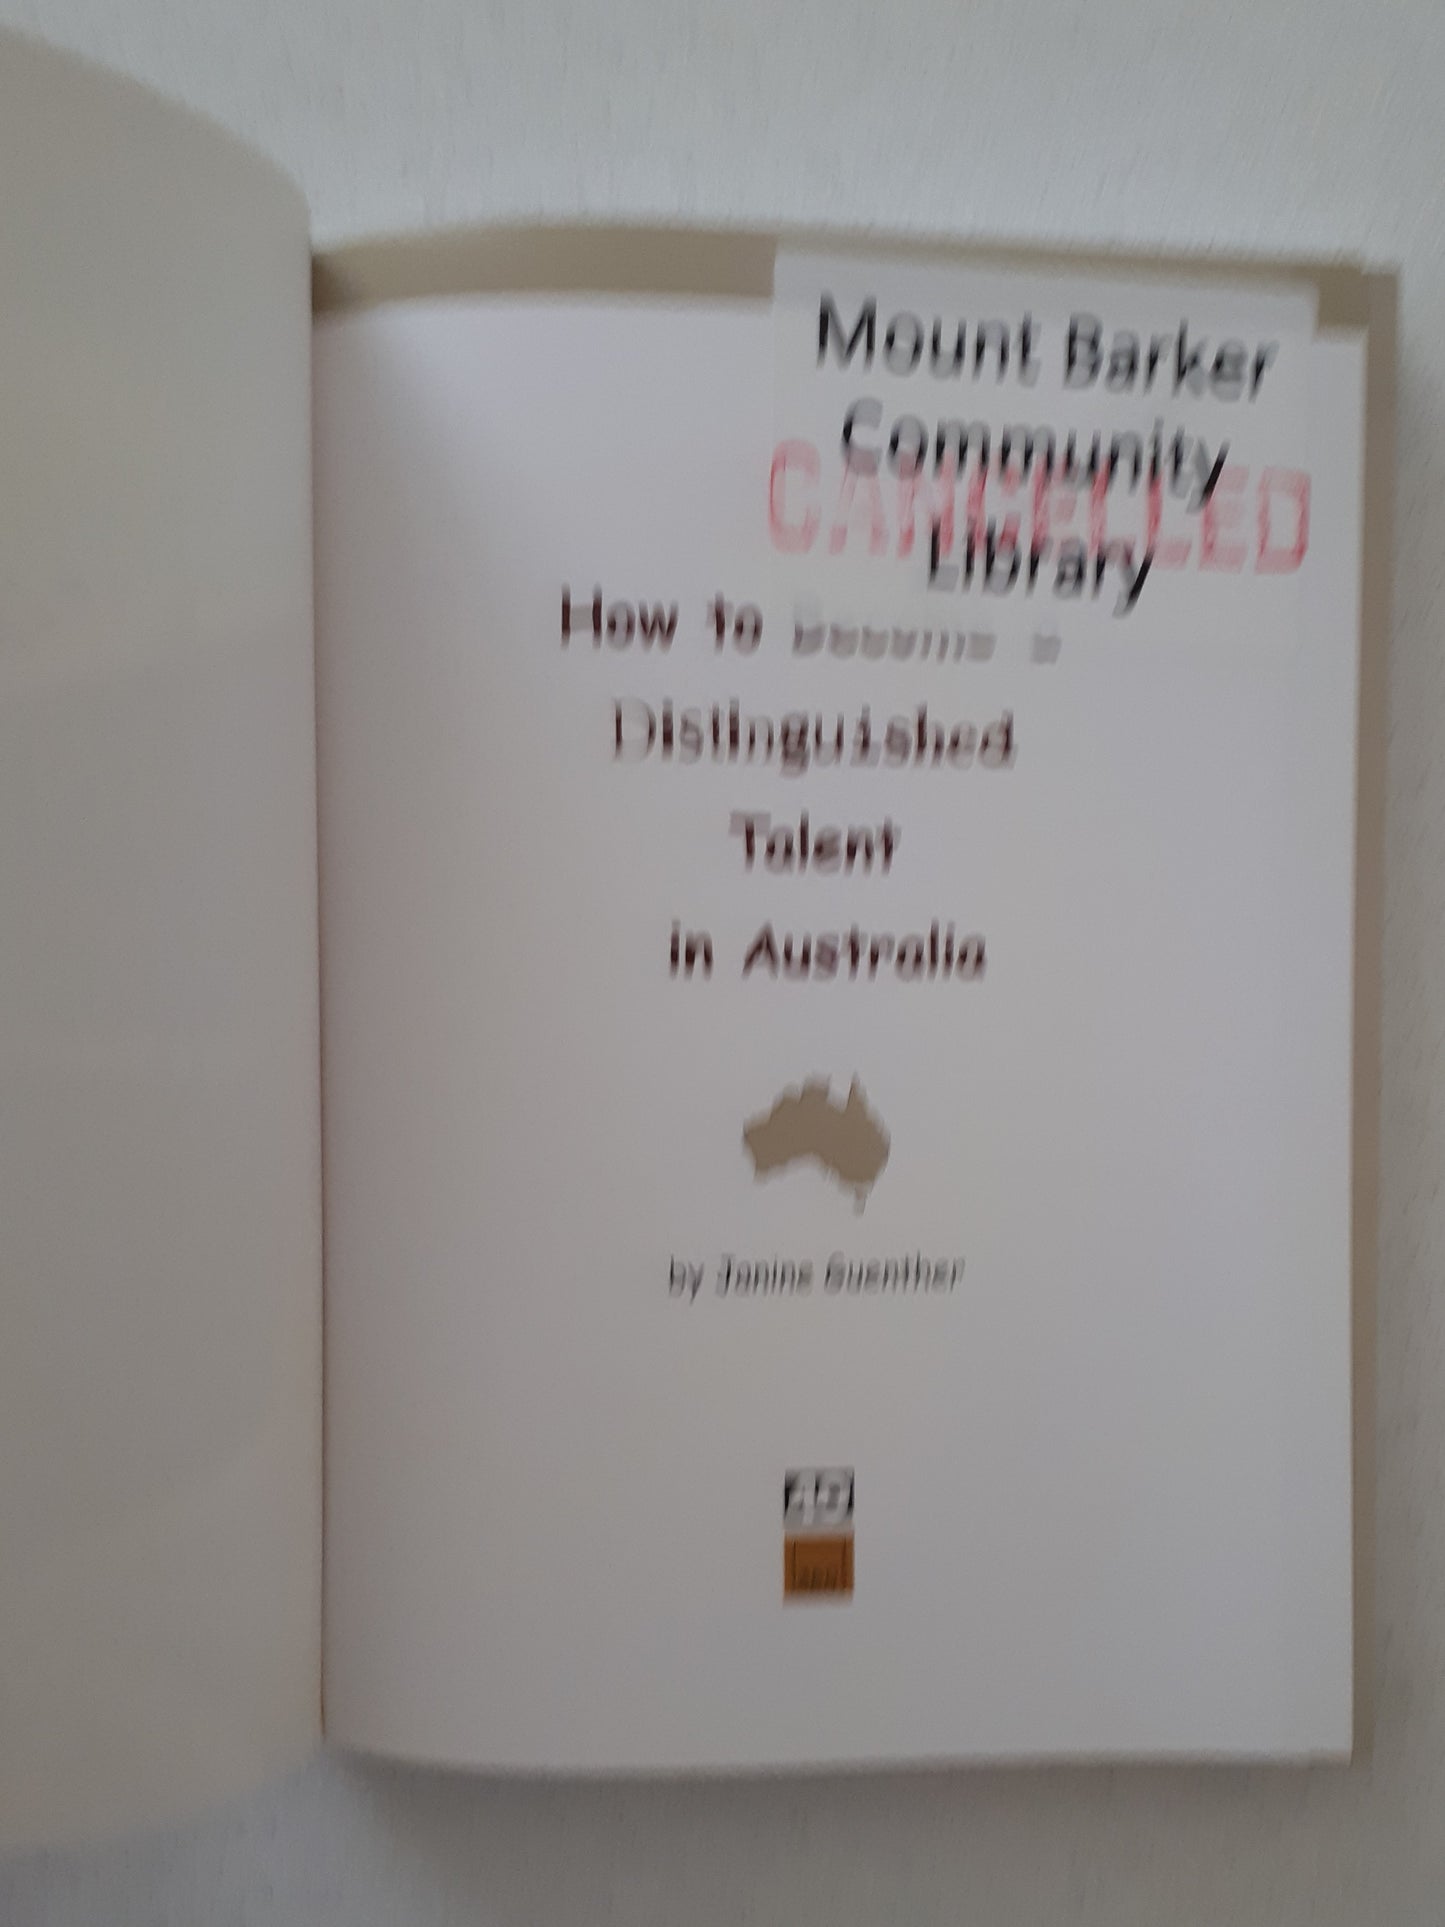 Mount Barker
Community
CANCELLED
Library
How to Become a
Distinguished
Talent
in Australia
by Janine Guenther